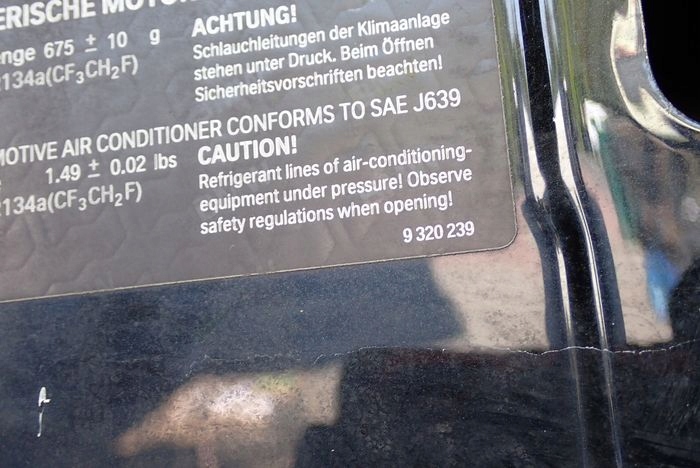 ERISCHE MOTOR
ACHTUNG!
enge 675 ± 10 g
Schlauchleitungen der Klimaanlage
134a(CF₃CH₂F)
stehen unter Druck. Beim Öffnen
Sicherheitsvorschriften beachten!
MOTIVE AIR CONDITIONER CONFORMS TO SAE J639
1.49 ± 0.02 lbs
CAUTION!
134a(CF₃CH₂F)
Refrigerant lines of air-conditioning-
equipment under pressure! Observe
safety regulations when opening!
9 320 239